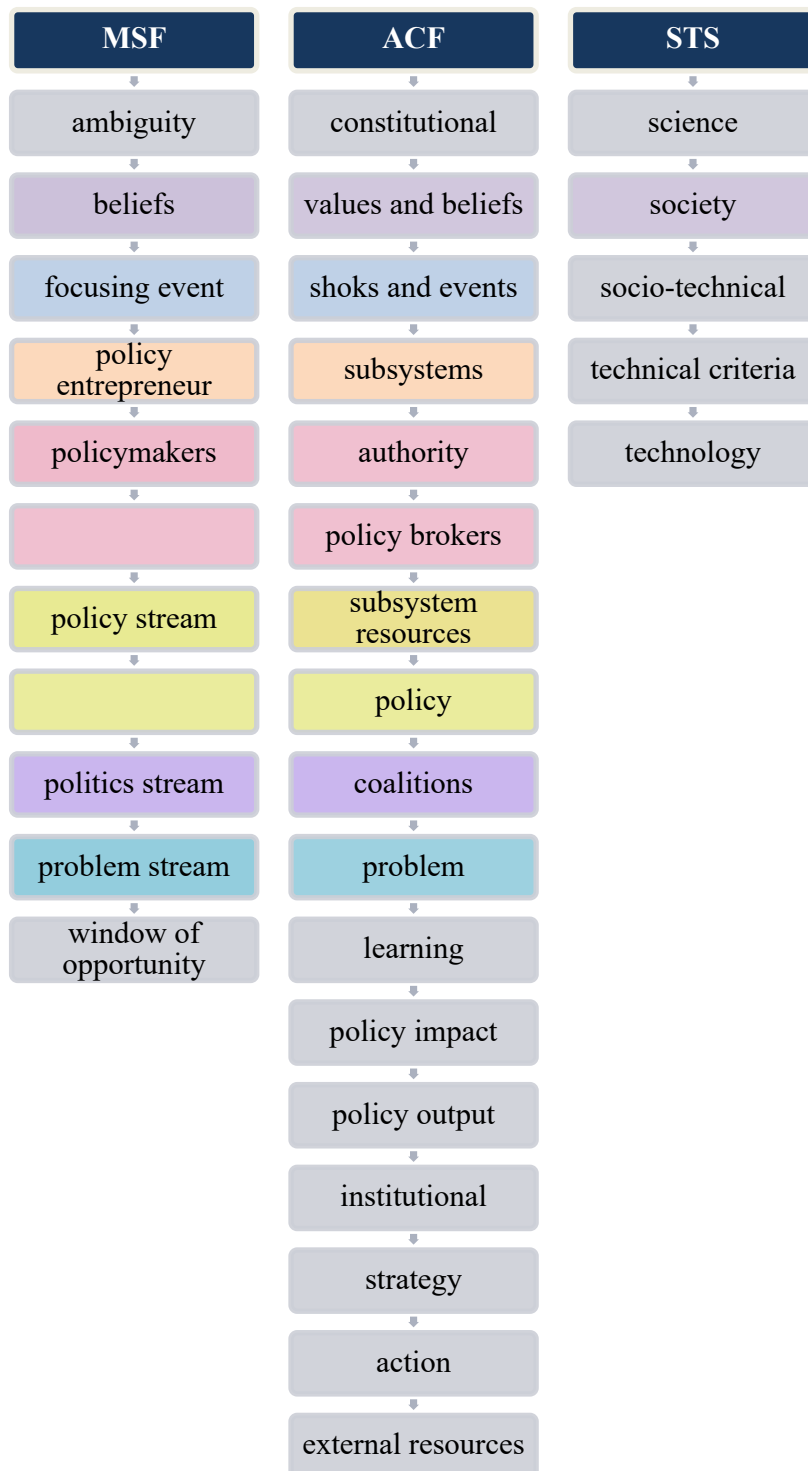 MSF
ambiguity
beliefs
focusing event
policy
entrepreneur
policymakers
policy stream
politics stream
problem stream
window of
opportunity
ACF
constitutional
values and beliefs
shoks and events
subsystems
authority
policy brokers
subsystem
resources
policy
coalitions
problem
learning
policy impact
policy output
institutional
strategy
action
external resources
STS
science
society
socio-technical
technical criteria
technology